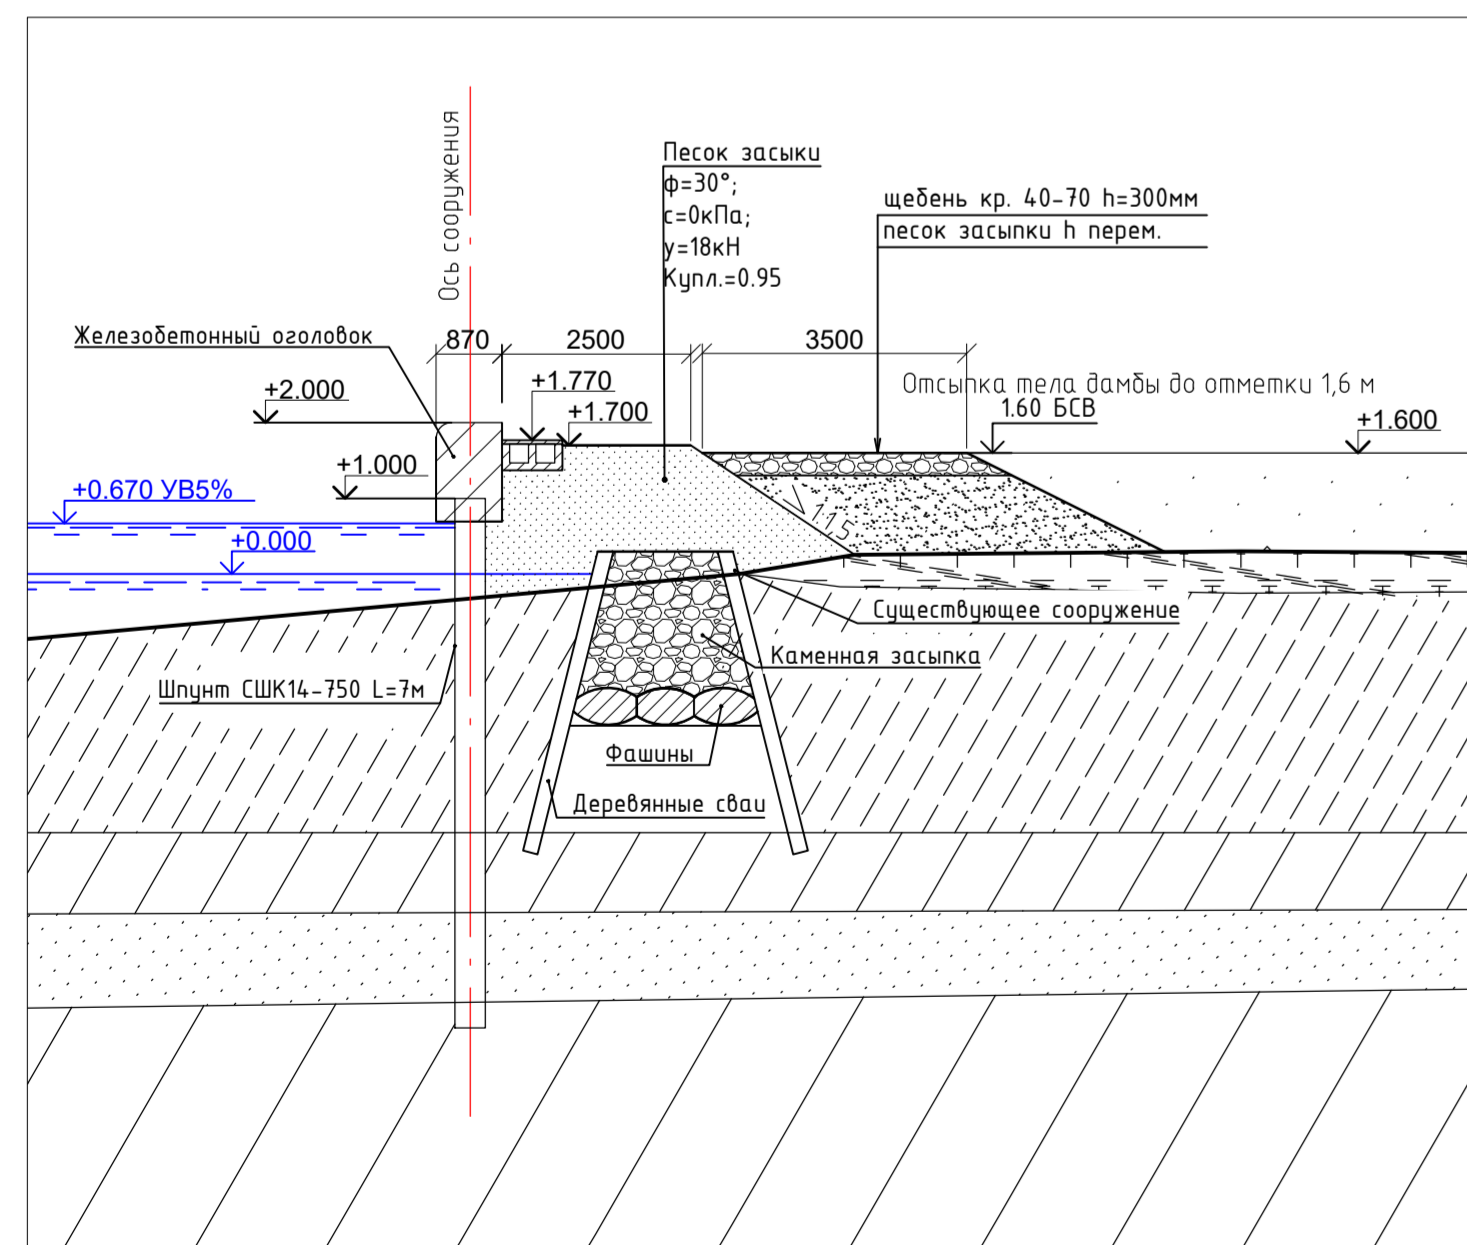 Ось сооружения
Песок засыки
ф=30°;
с=0кПа;
у=18кН
Купл.=0.95
щебень кр. 40-70 h=300мм
песок засыпки h перем.
Железобетонный оголовок
870
2500
3500
+2.000
+1.770
+1.700
Отсыпка тела дамбы до отметки 1,6 м
1.60 БСВ
+1.600
+1.000
+0.670 УВ5%
+0.000
1:1.5
Существующее сооружение
Каменная засыпка
Шпунт СШК14-750 L=7м
Фашины
Деревянные сваи